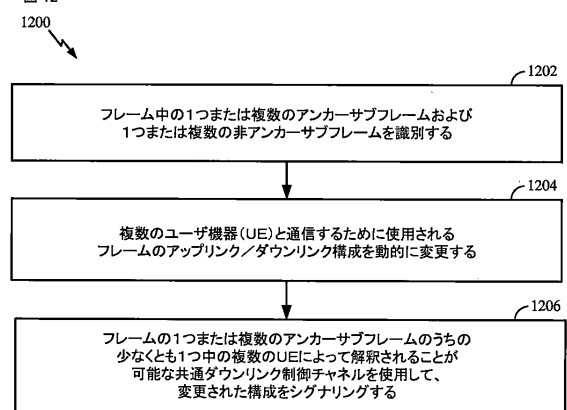 1200
1202
フレーム中の1つまたは複数のアンカーサブフレームおよび
1つまたは複数の非アンカーサブフレームを識別する
1204
複数のユーザ機器(UE)と通信するために使用される
フレームのアップリンク/ダウンリンク構成を動的に変更する
1206
フレームの1つまたは複数のアンカーサブフレームのうちの
少なくとも1つ中の複数のUEによって解釈されることが
可能な共通ダウンリンク制御チャネルを使用して、
変更された構成をシグナリングする